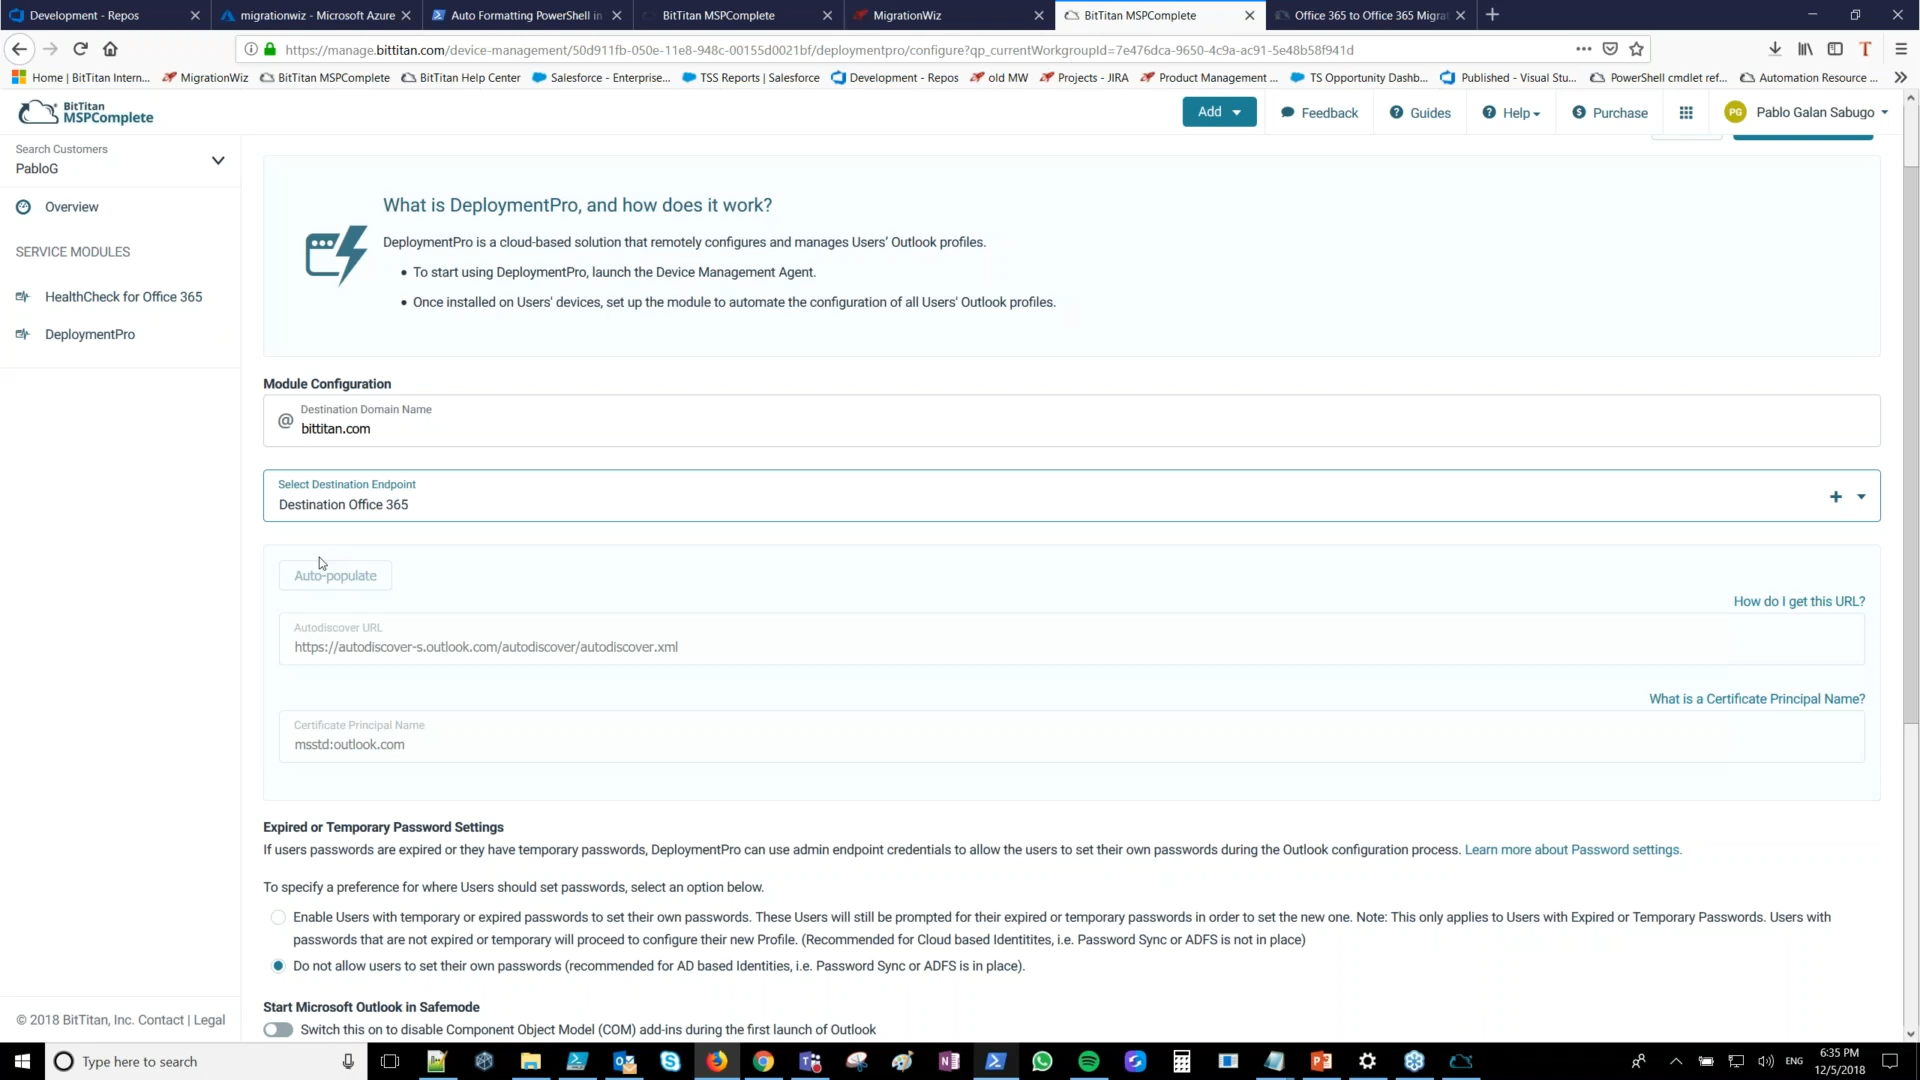 Development - Repos
migrationwiz - Microsoft Azure
Auto Formatting PowerShell in
BitTitan MSPComplete
MigrationWiz
BitTitan MSPComplete
Office 365 to Office 365 Migrat
https://manage.bittitan.com/device-management/50d911fb-050e-11e8-948c-00155d0021bf/deploymentpro/configure?qp_currentWorkgroupId=7e476dca-9650-4c9a-ac91-5e48b58f941d
Home | BitTitan Intern...
MigrationWiz
BitTitan MSPComplete
BitTitan Help Center
Salesforce - Enterprise...
TSS Reports | Salesforce
Development - Repos
old MW
Projects - JIRA
Product Management ...
TS Opportunity Dashb...
Published - Visual Stu...
PowerShell cmdlet ref...
Automation Resource ...
BitTitan
MSPComplete
Add
Feedback
Guides
Help
Purchase
PG
Pablo Galan Sabugo
Search Customers
PabloG
Overview
SERVICE MODULES
HealthCheck for Office 365
DeploymentPro
What is DeploymentPro, and how does it work?
DeploymentPro is a cloud-based solution that remotely configures and manages Users' Outlook profiles.
• To start using DeploymentPro, launch the Device Management Agent.
• Once installed on Users' devices, set up the module to automate the configuration of all Users' Outlook profiles.
Module Configuration
Destination Domain Name
@ bittitan.com
Select Destination Endpoint
Destination Office 365
Auto-populate
How do I get this URL?
Autodiscover URL
https://autodiscover-s.outlook.com/autodiscover/autodiscover.xml
What is a Certificate Principal Name?
Certificate Principal Name
msstd:outlook.com
Expired or Temporary Password Settings
If users passwords are expired or they have temporary passwords, DeploymentPro can use admin endpoint credentials to allow the users to set their own passwords during the Outlook configuration process. Learn more about Password settings.
To specify a preference for where Users should set passwords, select an option below.
Enable Users with temporary or expired passwords to set their own passwords. These Users will still be prompted for their expired or temporary passwords in order to set the new one. Note: This only applies to Users with Expired or Temporary Passwords. Users with
passwords that are not expired or temporary will proceed to configure their new Profile. (Recommended for Cloud based Identitites, i.e. Password Sync or ADFS is not in place)
Do not allow users to set their own passwords (recommended for AD based Identities, i.e. Password Sync or ADFS is in place).
Start Microsoft Outlook in Safemode
Switch this on to disable Component Object Model (COM) add-ins during the first launch of Outlook
© 2018 BitTitan, Inc. Contact | Legal
Type here to search
ENG
6:35 PM
12/5/2018